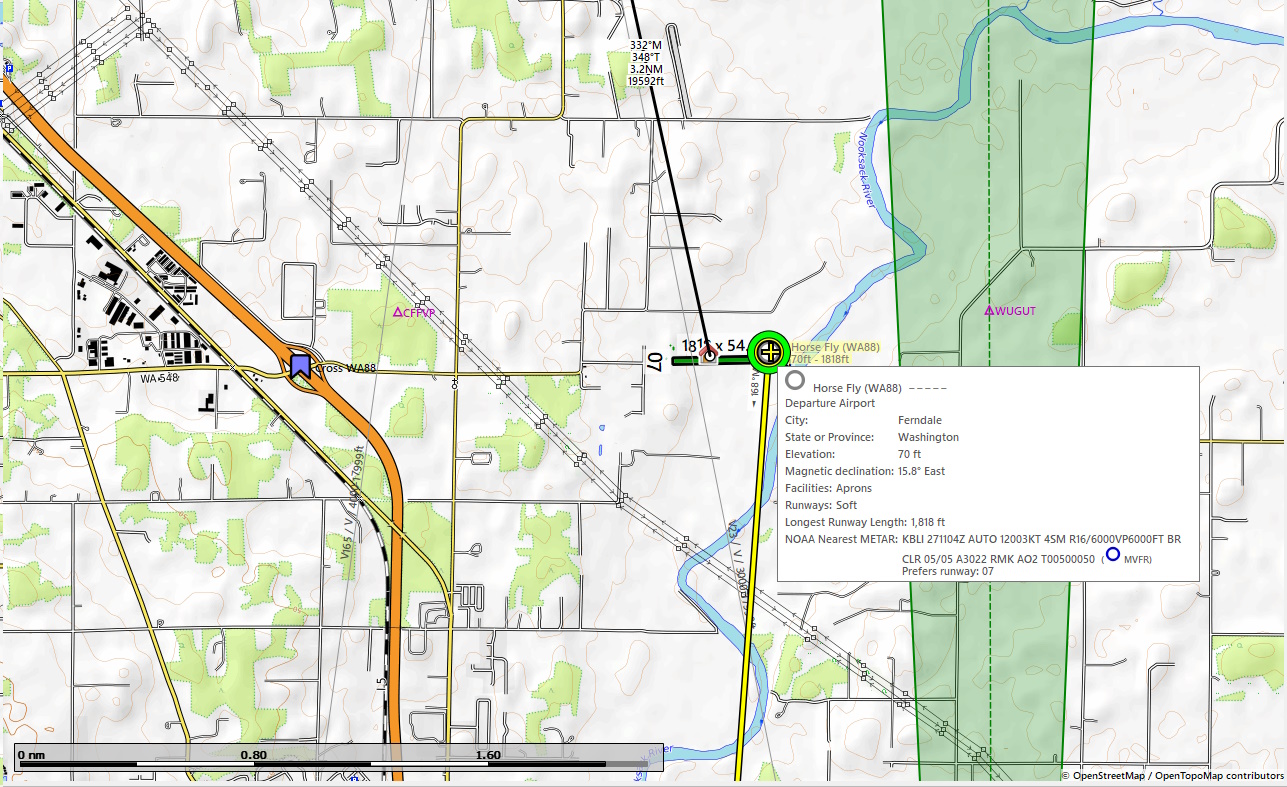 332°M
348°T
3.2NM
19592ft
Nooksack River
CFFVP
WUGUT
07
Horse Fly (WA88)
70ft - 1818ft
Cross WA88
WA 548
168 °M
Horse Fly (WA88) -----
Departure Airport
City: Ferndale
State or Province: Washington
Elevation: 70 ft
Magnetic declination: 15.8° East
Facilities: Aprons
Runways: Soft
Longest Runway Length: 1,818 ft
NOAA Nearest METAR: KBLI 271104Z AUTO 12003KT 4SM R16/6000VP6000FT BR
CLR 05/05 A3022 RMK AO2 T00500050 ( MVFR)
Prefers runway: 07
V165 / V
V23 / V /
I 5
River
0 nm 0.80 1.60
© OpenStreetMap / OpenTopoMap contributors